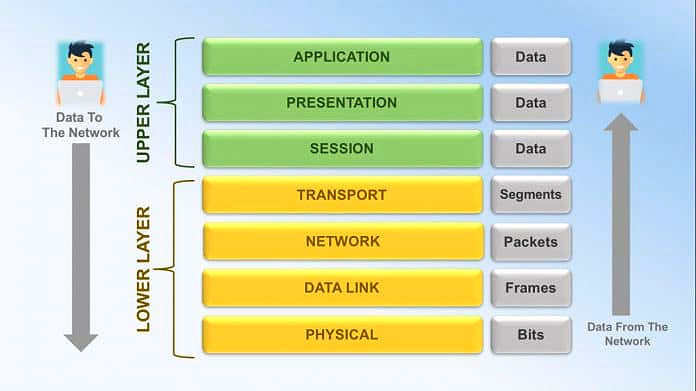 Data To
The Network
UPPER LAYER
APPLICATION
Data
PRESENTATION
Data
SESSION
Data
LOWER LAYER
TRANSPORT
Segments
NETWORK
Packets
DATA LINK
Frames
PHYSICAL
Bits
Data From The
Network